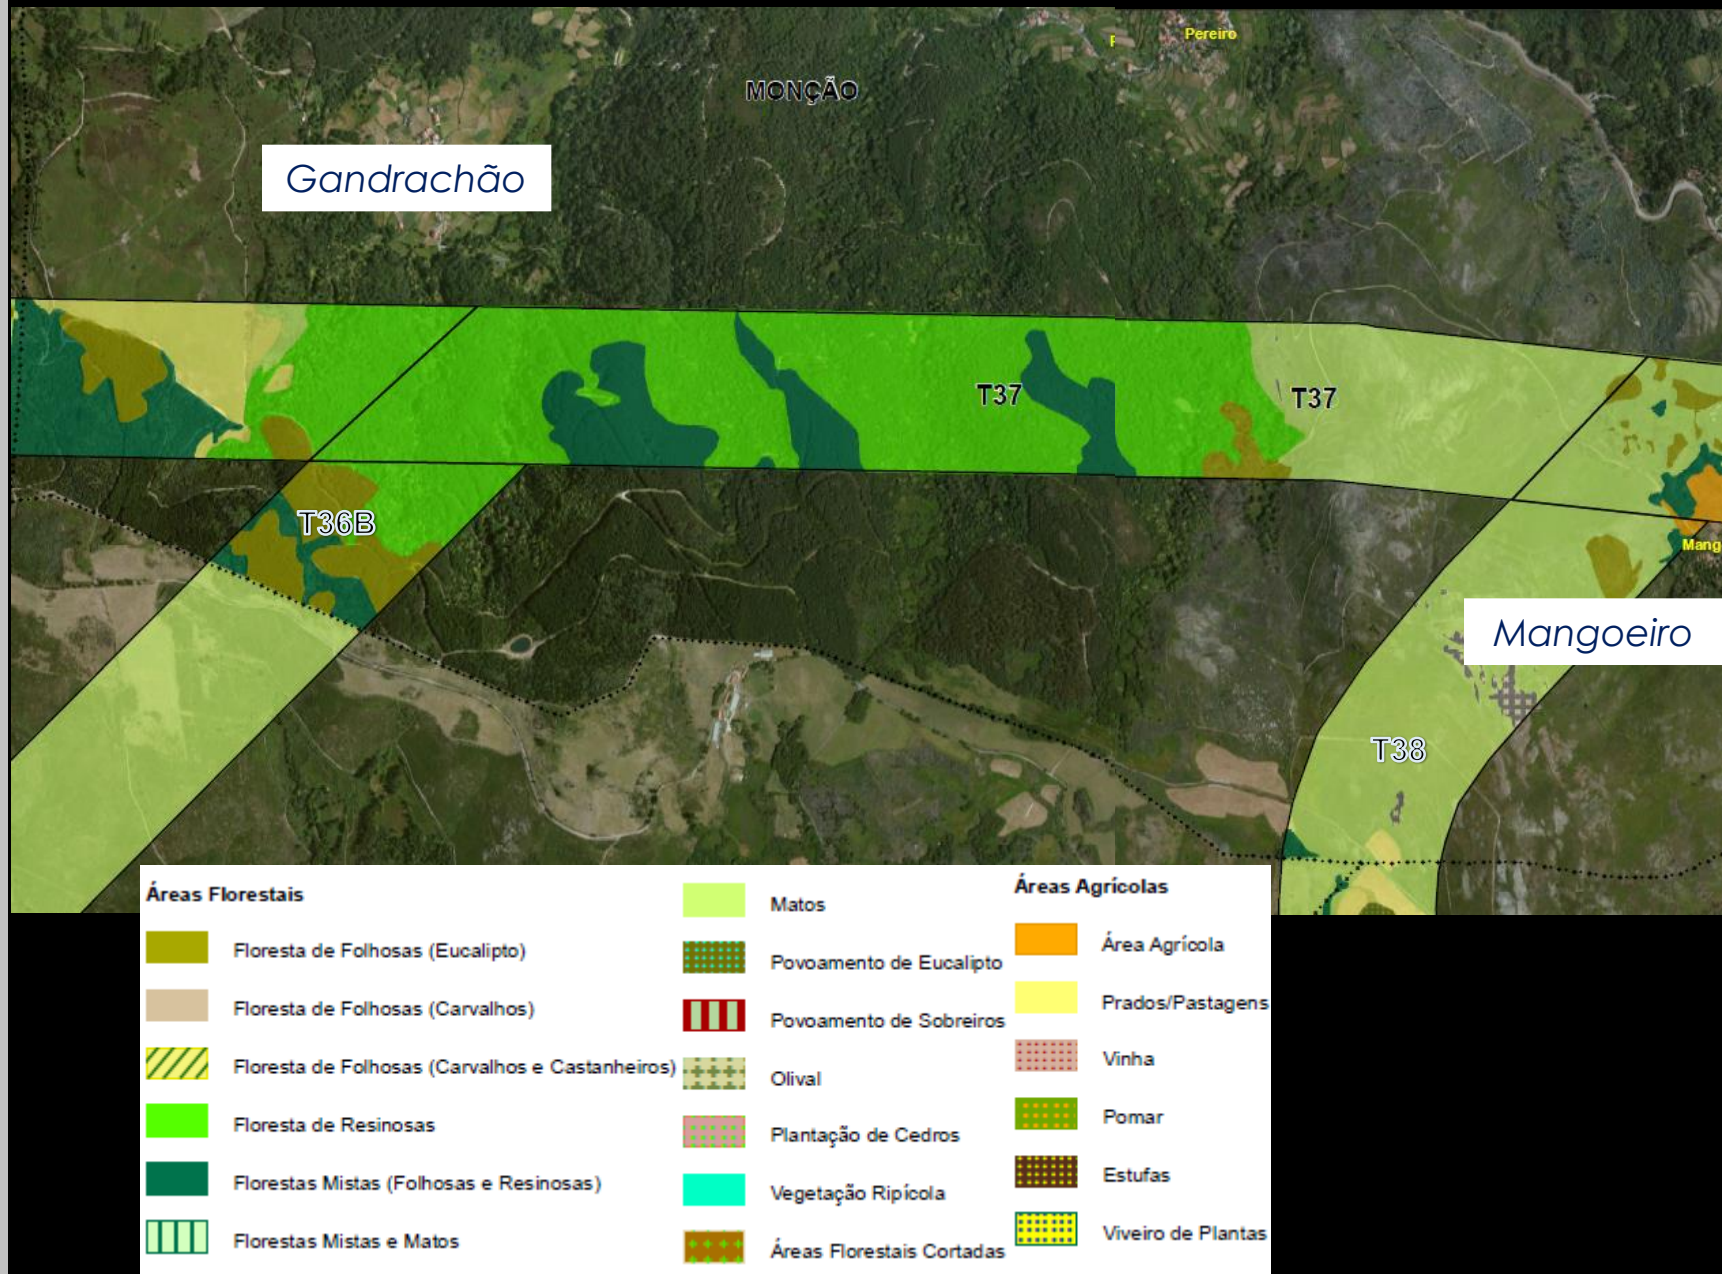 Pereiro
F
MONÇÃO
Gandrachão
T37
T37
T36B
Mang
Mangoeiro
T38
Áreas Florestais
Floresta de Folhosas (Eucalipto)
Floresta de Folhosas (Carvalhos)
Floresta de Folhosas (Carvalhos e Castanheiros)
Floresta de Resinosas
Florestas Mistas (Folhosas e Resinosas)
Florestas Mistas e Matos
Matos
Povoamento de Eucalipto
Povoamento de Sobreiros
Olival
Plantação de Cedros
Vegetação Ripícola
Áreas Florestais Cortadas
Áreas Agrícolas
Área Agrícola
Prados/Pastagens
Vinha
Pomar
Estufas
Viveiro de Plantas